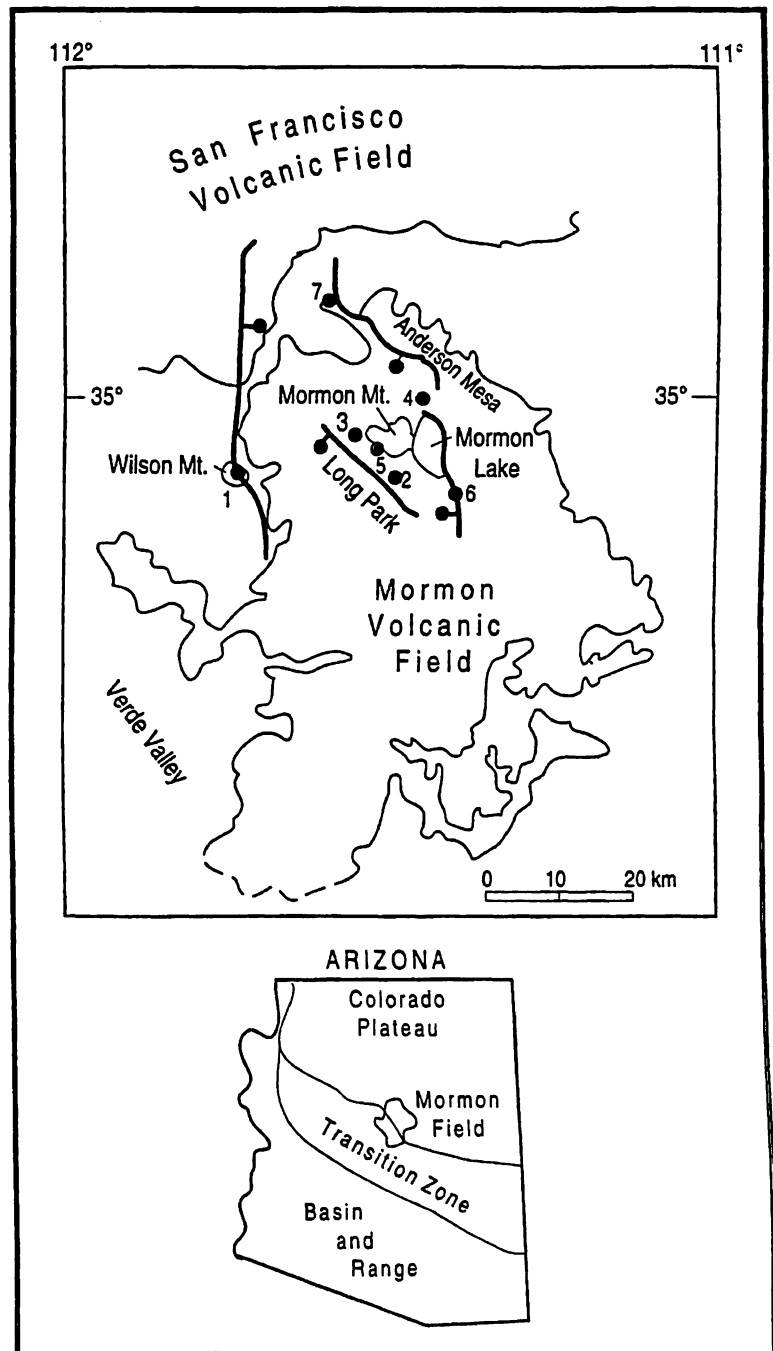 112°
111°
San Francisco
Volcanic Field
7
Anderson Mesa
35°
35°
Mormon Mt.
4
3
Mormon
Lake
Wilson Mt.
5
2
6
1
Long Park
Mormon
Volcanic
Field
Verde Valley
0 10 20 km
ARIZONA
Colorado
Plateau
Mormon
Field
Transition Zone
Basin
and
Range